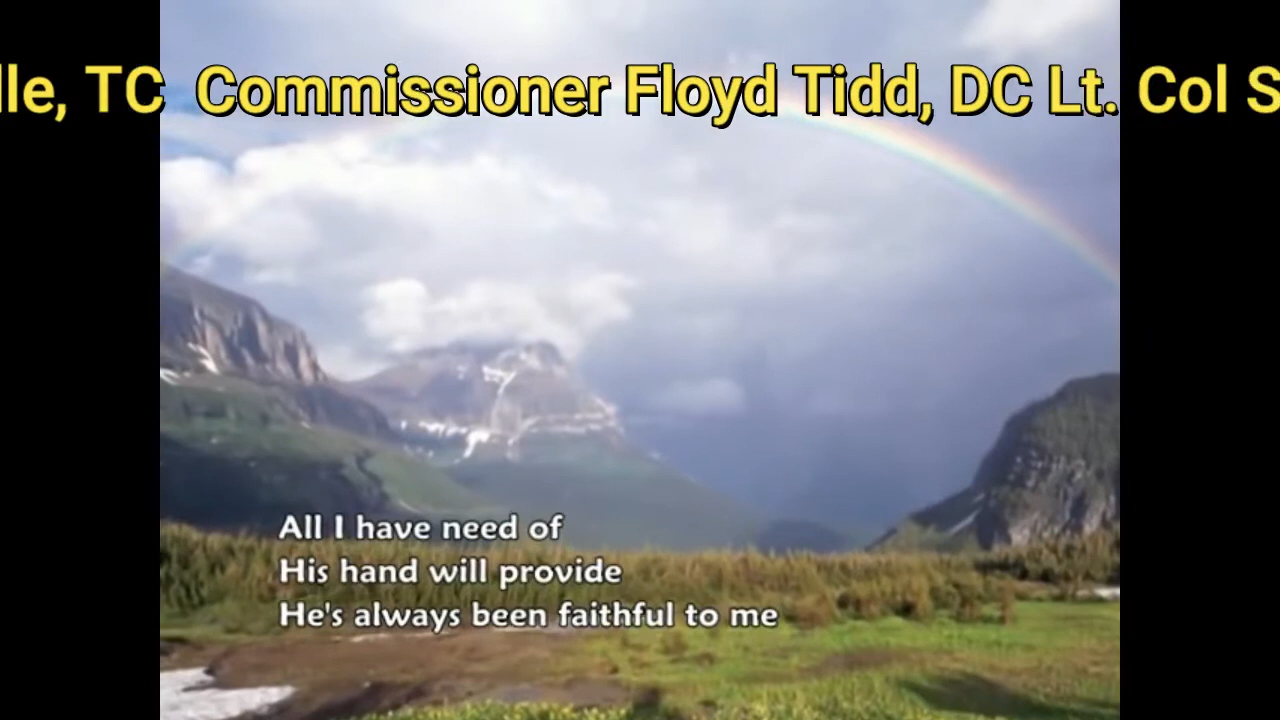 lle, TC  Commissioner Floyd Tidd, DC Lt. Col S
All I have need of
His hand will provide
He's always been faithful to me